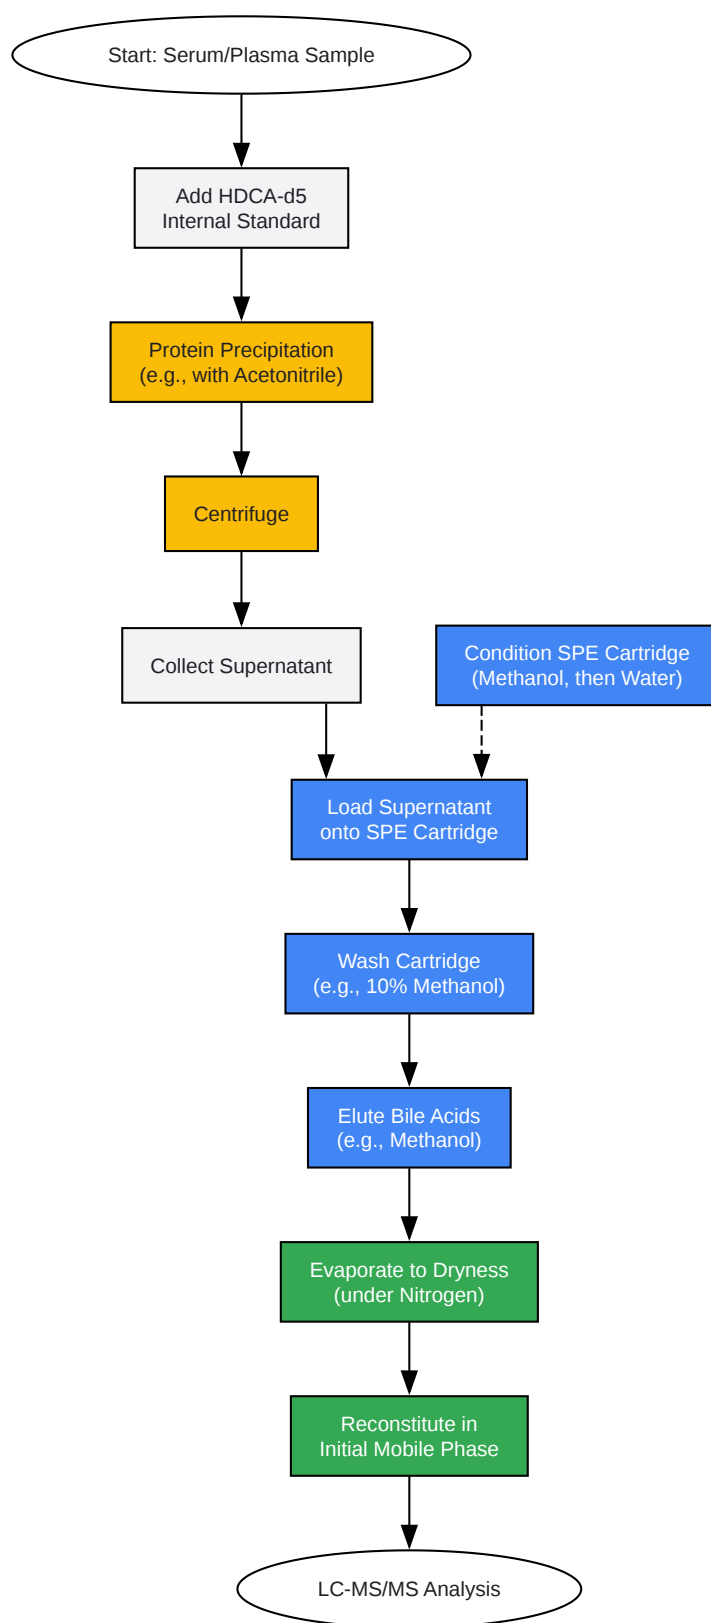 Start: Serum/Plasma Sample
Add HDCA-d5
Internal Standard
Protein Precipitation
(e.g., with Acetonitrile)
Centrifuge
Collect Supernatant
Condition SPE Cartridge
(Methanol, then Water)
Load Supernatant
onto SPE Cartridge
Wash Cartridge
(e.g., 10% Methanol)
Elute Bile Acids
(e.g., Methanol)
Evaporate to Dryness
(under Nitrogen)
Reconstitute in
Initial Mobile Phase
LC-MS/MS Analysis